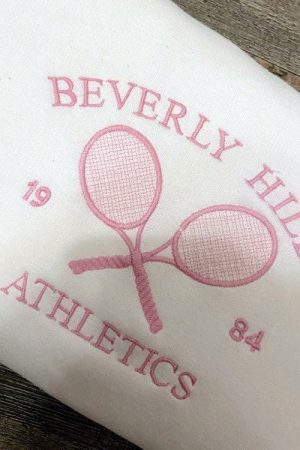 BEVERLY HIL
19
84
ATHLETICS